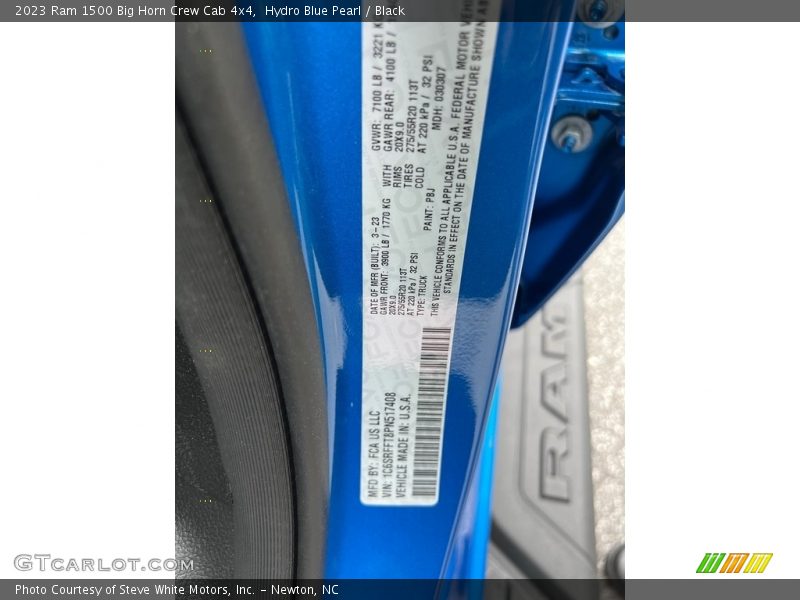 2023 Ram 1500 Big Horn Crew Cab 4x4,  Hydro Blue Pearl / Black
MFD BY: FCA US LLC
VIN: 1C6SRFFT8PN517408
VEHICLE MADE IN: U.S.A.
DATE OF MFR (BUILT): 3-23
GAWR FRONT: 3900 LB / 1770 KG
20X9.0
275/55R20 113T
AT 220 kPa / 32 PSI
TYPE: TRUCK
GVWR: 7100 LB / 3221
WITH GAWR REAR: 4100 LB /
RIMS 20X9.0
TIRES 275/55R20 113T
COLD AT 220 kPa / 32 PSI
PAINT: PBJ MDH: 030307
THIS VEHICLE CONFORMS TO ALL APPLICABLE U.S.A. FEDERAL MOTOR
STANDARDS IN EFFECT ON THE DATE OF MANUFACTURE SHOWN
RAM
GTCARLOT.COM
Photo Courtesy of Steve White Motors, Inc. – Newton, NC